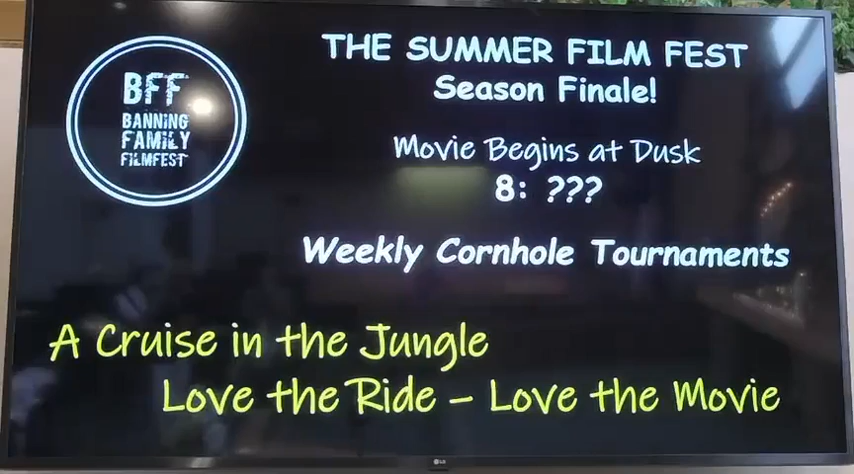 BFF
BANNING
FAMILY
FILMFEST
THE SUMMER FILM FEST
Season Finale!
Movie Begins at Dusk
8: ???
Weekly Cornhole Tournaments
A Cruise in the Jungle
Love the Ride – Love the Movie
LG